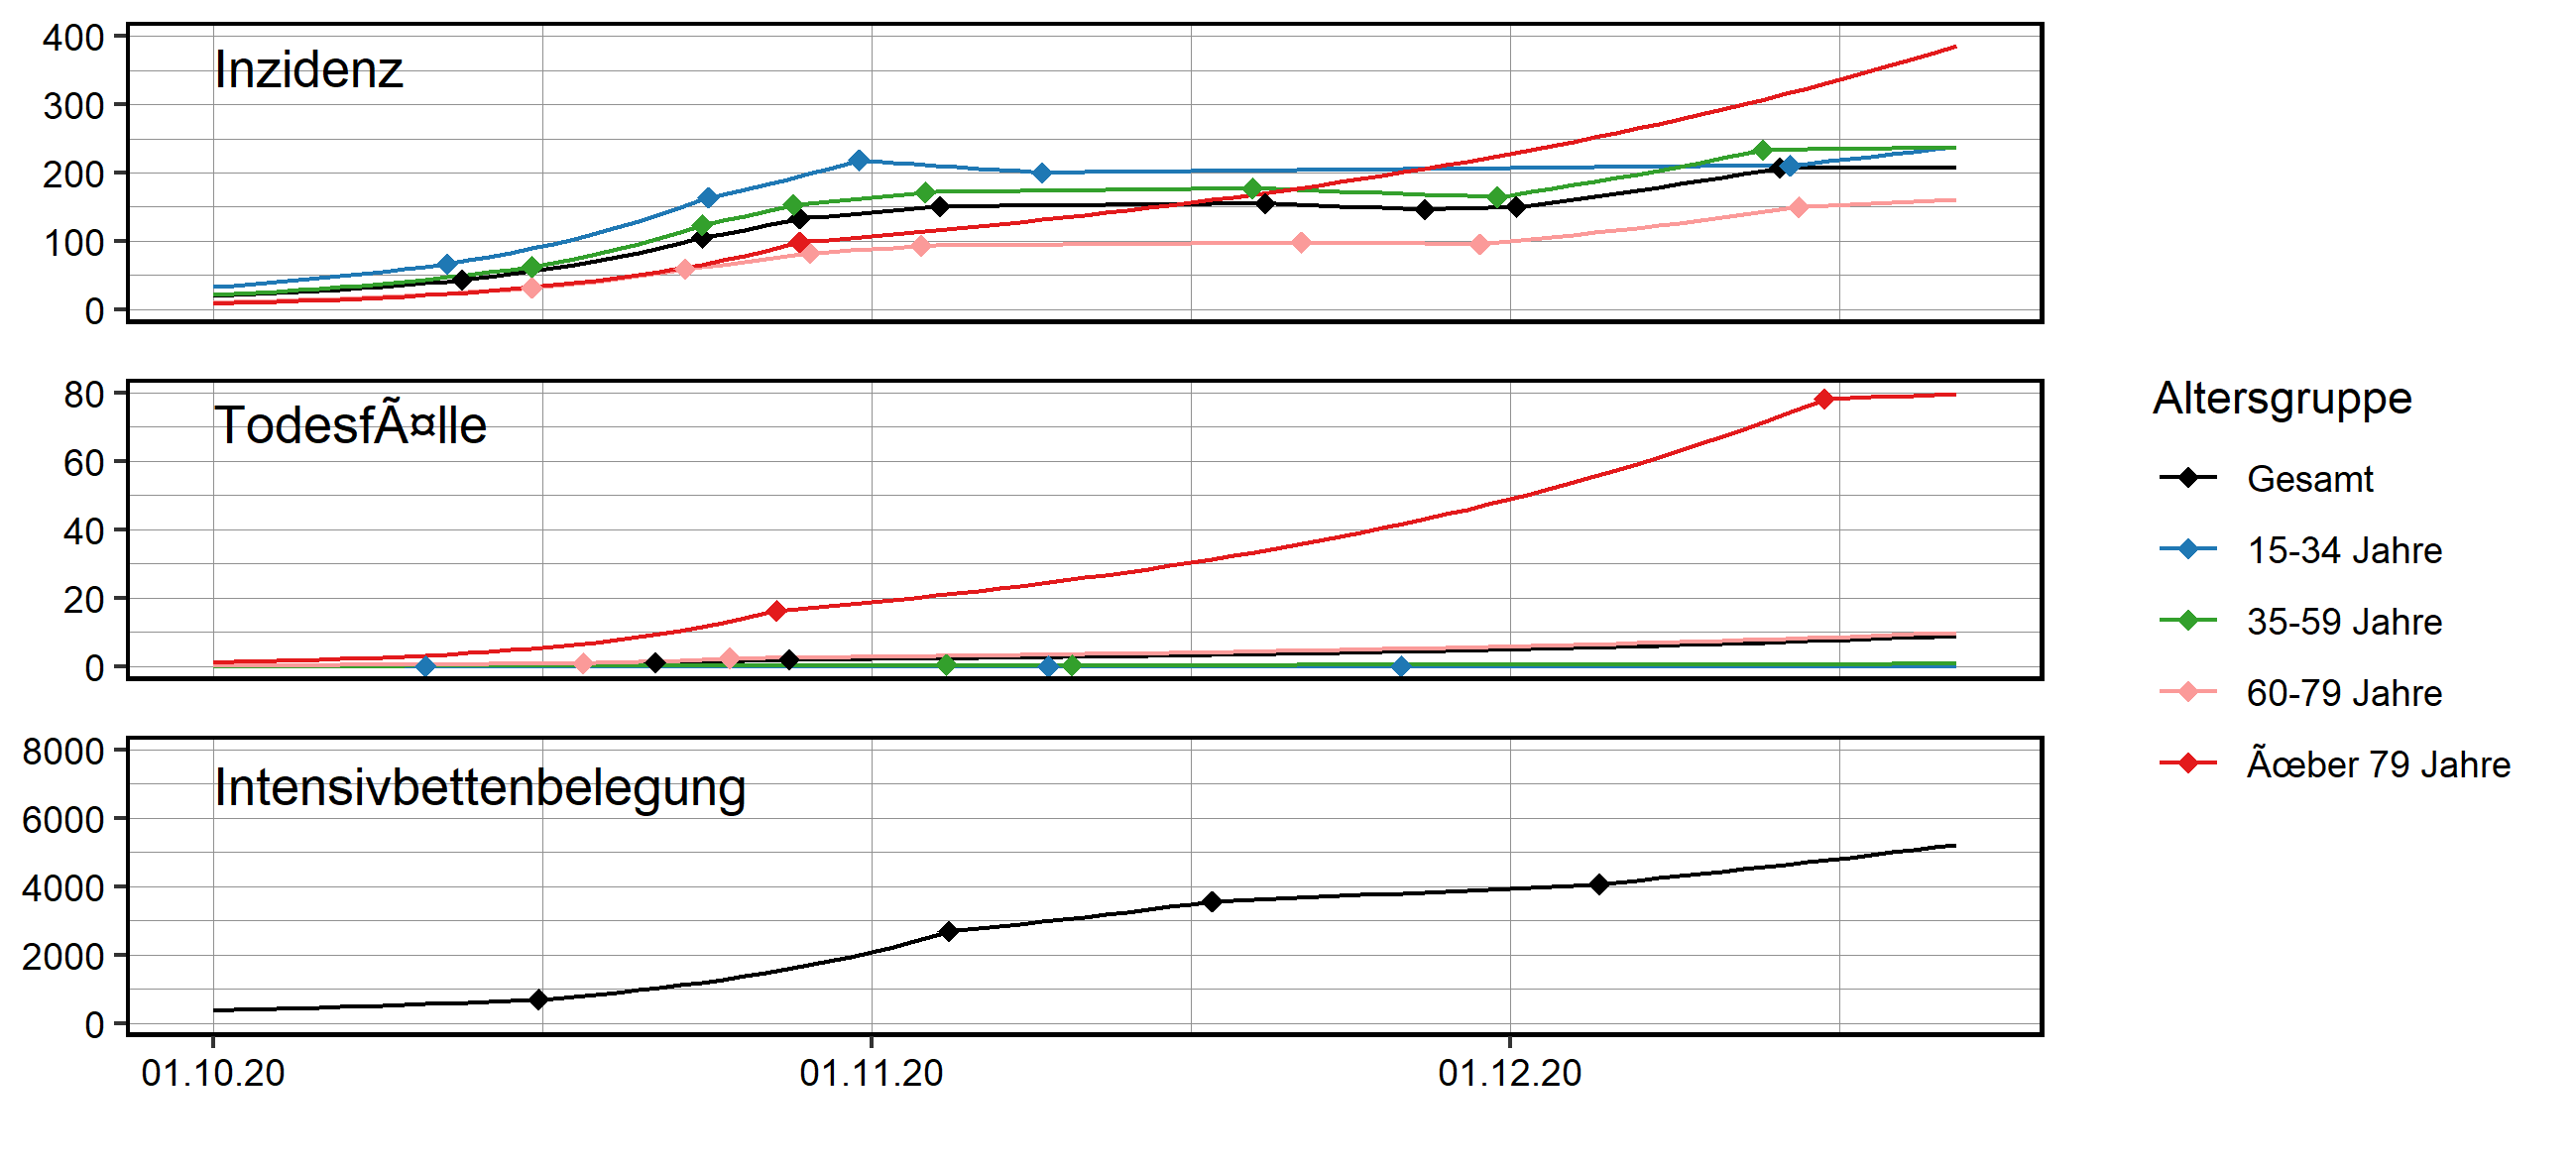 400
300
200
100
0
Inzidenz
80
60
40
20
0
TodesfÃ¤lle
8000
6000
4000
2000
0
Intensivbettenbelegung
01.10.20
01.11.20
01.12.20
Altersgruppe
Gesamt
15-34 Jahre
35-59 Jahre
60-79 Jahre
Ãœber 79 Jahre